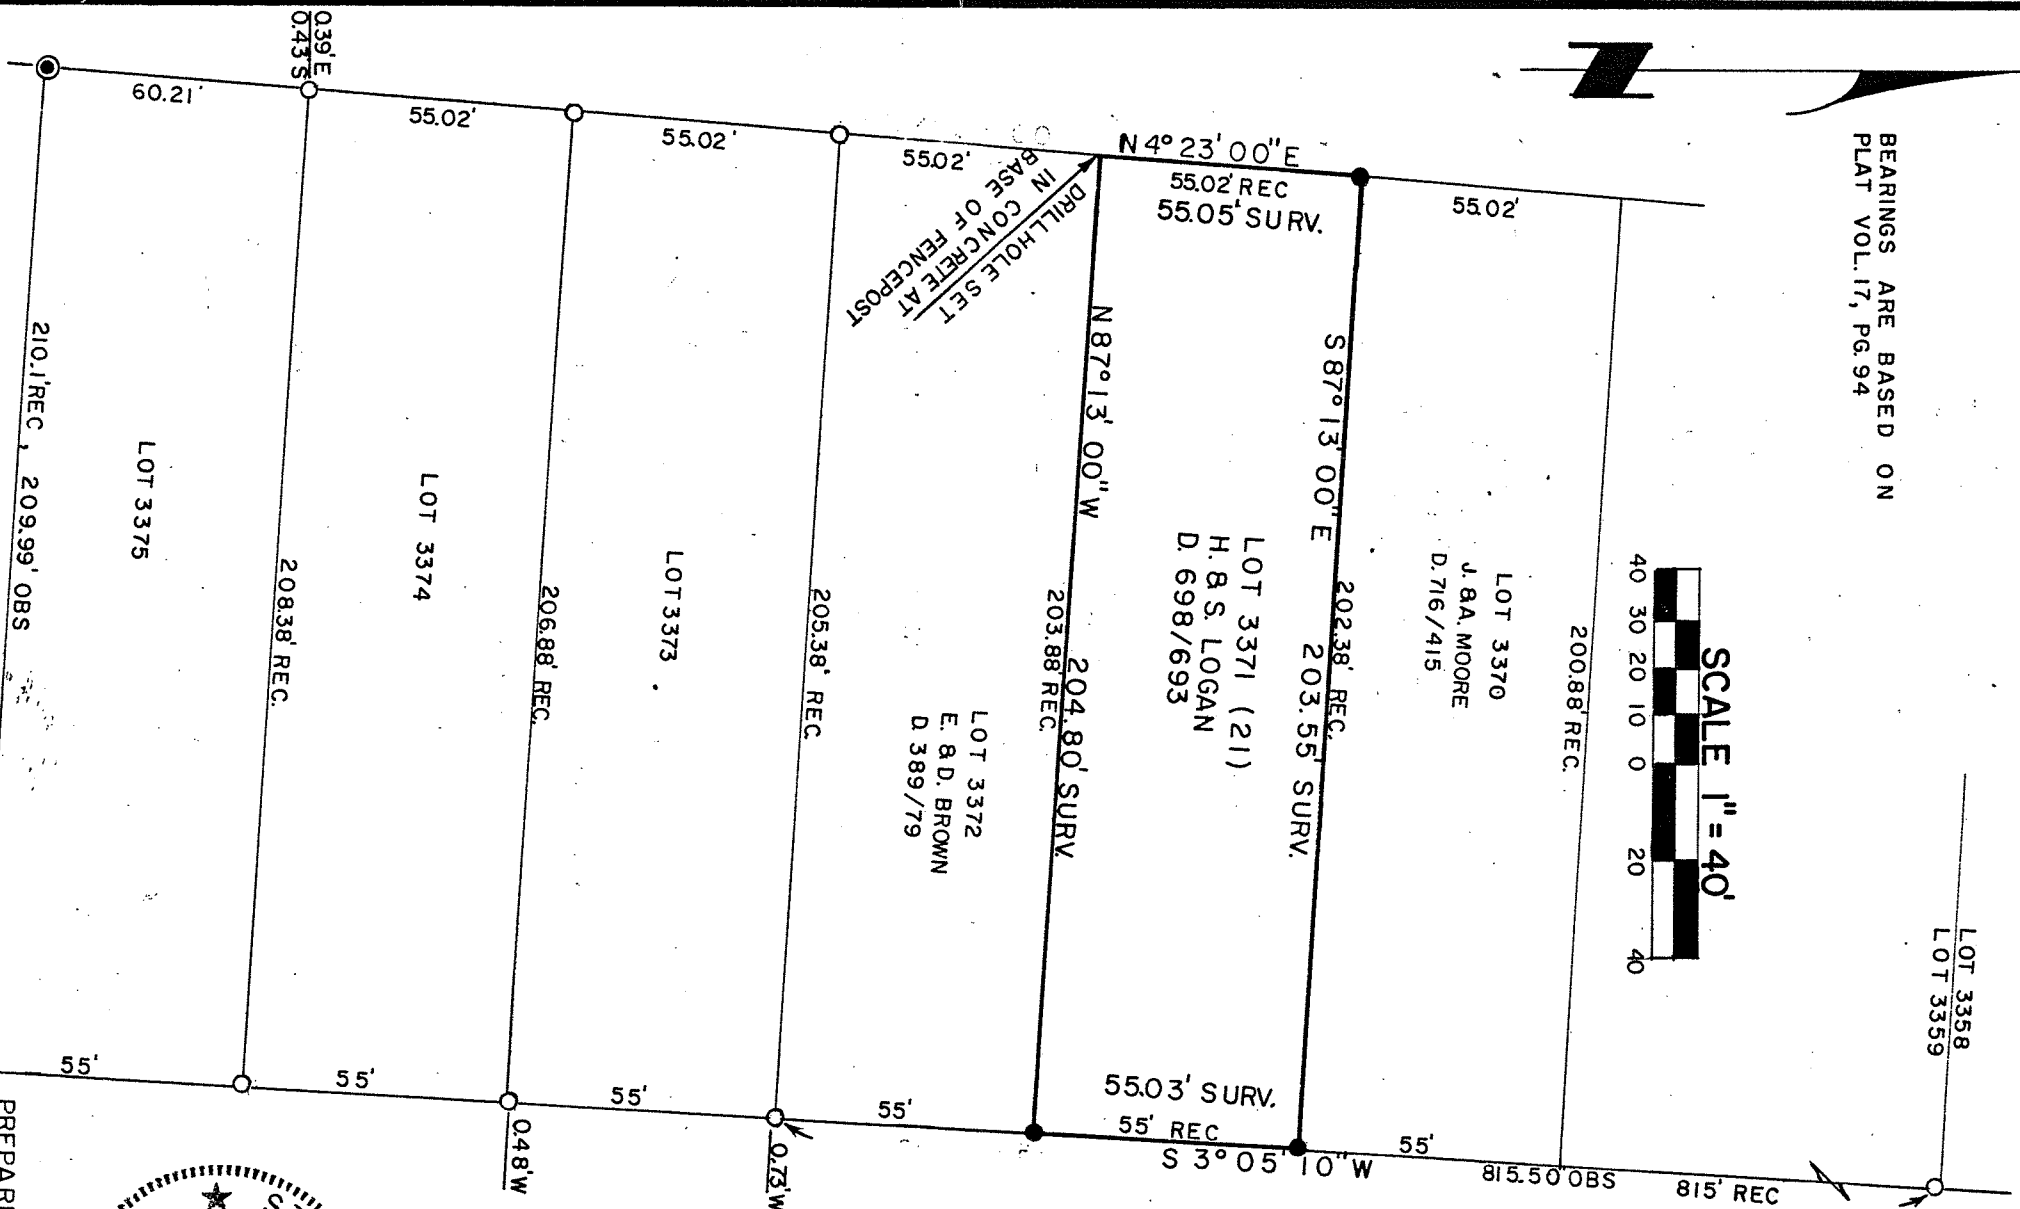 BEARINGS ARE BASED ON
PLAT VOL. 17, PG. 94
SCALE 1" = 40'
40 30 20 10 0 20 40
LOT 3358
LOT 3359
0.39' E
0.43' S
60.21'
55.02'
55.02'
55.02'
N 4° 23' 00" E
55.02' REC
55.05' SURV.
55.02'
DRILL HOLE SET
IN CONCRETE AT
BASE OF FENCEPOST
210.1' REC , 209.99' OBS
LOT 3375
208.38' REC.
LOT 3374
206.88' REC.
LOT 3373
205.38' REC.
LOT 3372
E. & D. BROWN
D. 389/79
N 87° 13' 00" W
203.88' REC.
204.80' SURV.
LOT 3371 (21)
H. & S. LOGAN
D. 698/693
S 87° 13' 00" E
202.38' REC.
203.55' SURV.
LOT 3370
J. & A. MOORE
D. 716/415
200.88' REC.
55'
55'
55'
55'
55.03' SURV.
55' REC
S 3° 05' 10" W
55'
815.50' OBS
815' REC
0.48' W
0.73' W